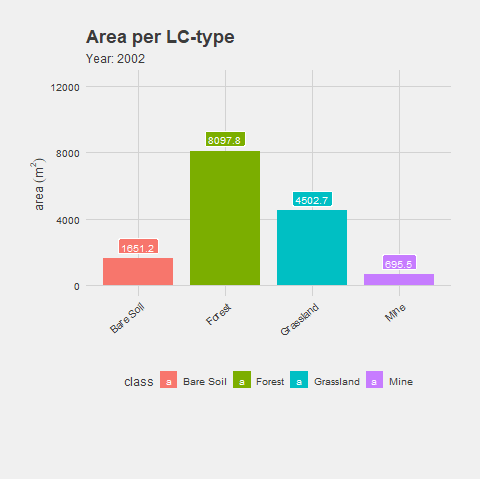 Area per LC-type
Year: 2002
area (m²)
12000
8000
4000
0
1651.2
8097.8
4502.7
695.5
Bare Soil
Forest
Grassland
Mine
class a Bare Soil a Forest a Grassland a Mine